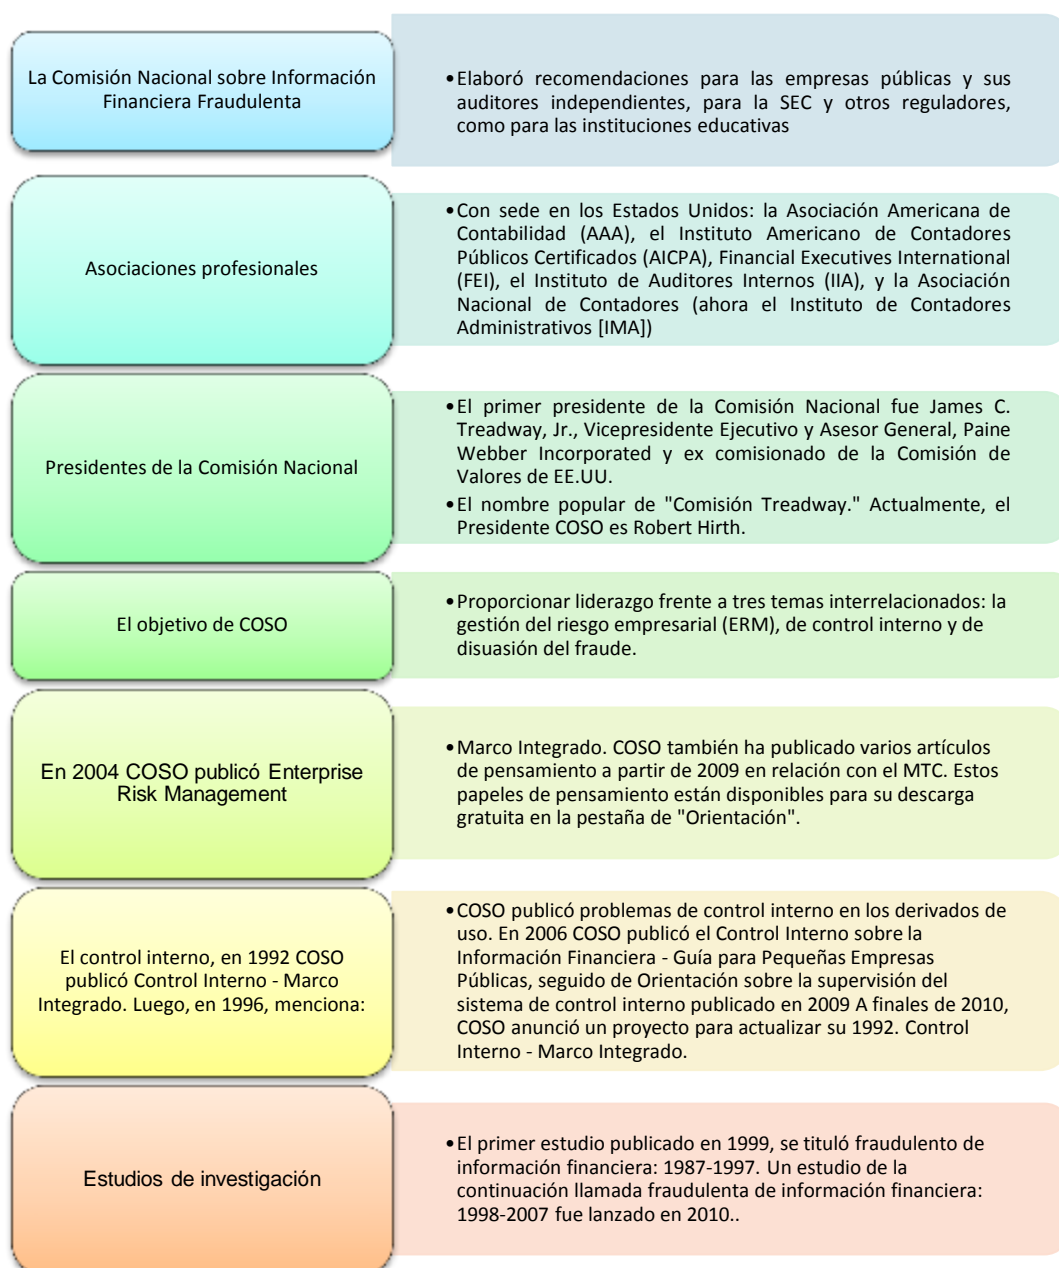 La Comisión Nacional sobre Información
Financiera Fraudulenta
•Elaboró recomendaciones para las empresas públicas y sus
auditores independientes, para la SEC y otros reguladores,
como para las instituciones educativas
Asociaciones profesionales
•Con sede en los Estados Unidos: la Asociación Americana de
Contabilidad (AAA), el Instituto Americano de Contadores
Públicos Certificados (AICPA), Financial Executives International
(FEI), el Instituto de Auditores Internos (IIA), y la Asociación
Nacional de Contadores (ahora el Instituto de Contadores
Administrativos [IMA])
Presidentes de la Comisión Nacional
•El primer presidente de la Comisión Nacional fue James C.
Treadway, Jr., Vicepresidente Ejecutivo y Asesor General, Paine
Webber Incorporated y ex comisionado de la Comisión de
Valores de EE.UU.
•El nombre popular de "Comisión Treadway." Actualmente, el
Presidente COSO es Robert Hirth.
El objetivo de COSO
•Proporcionar liderazgo frente a tres temas interrelacionados: la
gestión del riesgo empresarial (ERM), de control interno y de
disuasión del fraude.
En 2004 COSO publicó Enterprise
Risk Management
•Marco Integrado. COSO también ha publicado varios artículos
de pensamiento a partir de 2009 en relación con el MTC. Estos
papeles de pensamiento están disponibles para su descarga
gratuita en la pestaña de "Orientación".
El control interno, en 1992 COSO
publicó Control Interno - Marco
Integrado. Luego, en 1996, menciona:
•COSO publicó problemas de control interno en los derivados de
uso. En 2006 COSO publicó el Control Interno sobre la
Información Financiera - Guía para Pequeñas Empresas
Públicas, seguido de Orientación sobre la supervisión del
sistema de control interno publicado en 2009 A finales de 2010,
COSO anunció un proyecto para actualizar su 1992. Control
Interno - Marco Integrado.
Estudios de investigación
•El primer estudio publicado en 1999, se tituló fraudulento de
información financiera: 1987-1997. Un estudio de la
continuación llamada fraudulenta de información financiera:
1998-2007 fue lanzado en 2010..